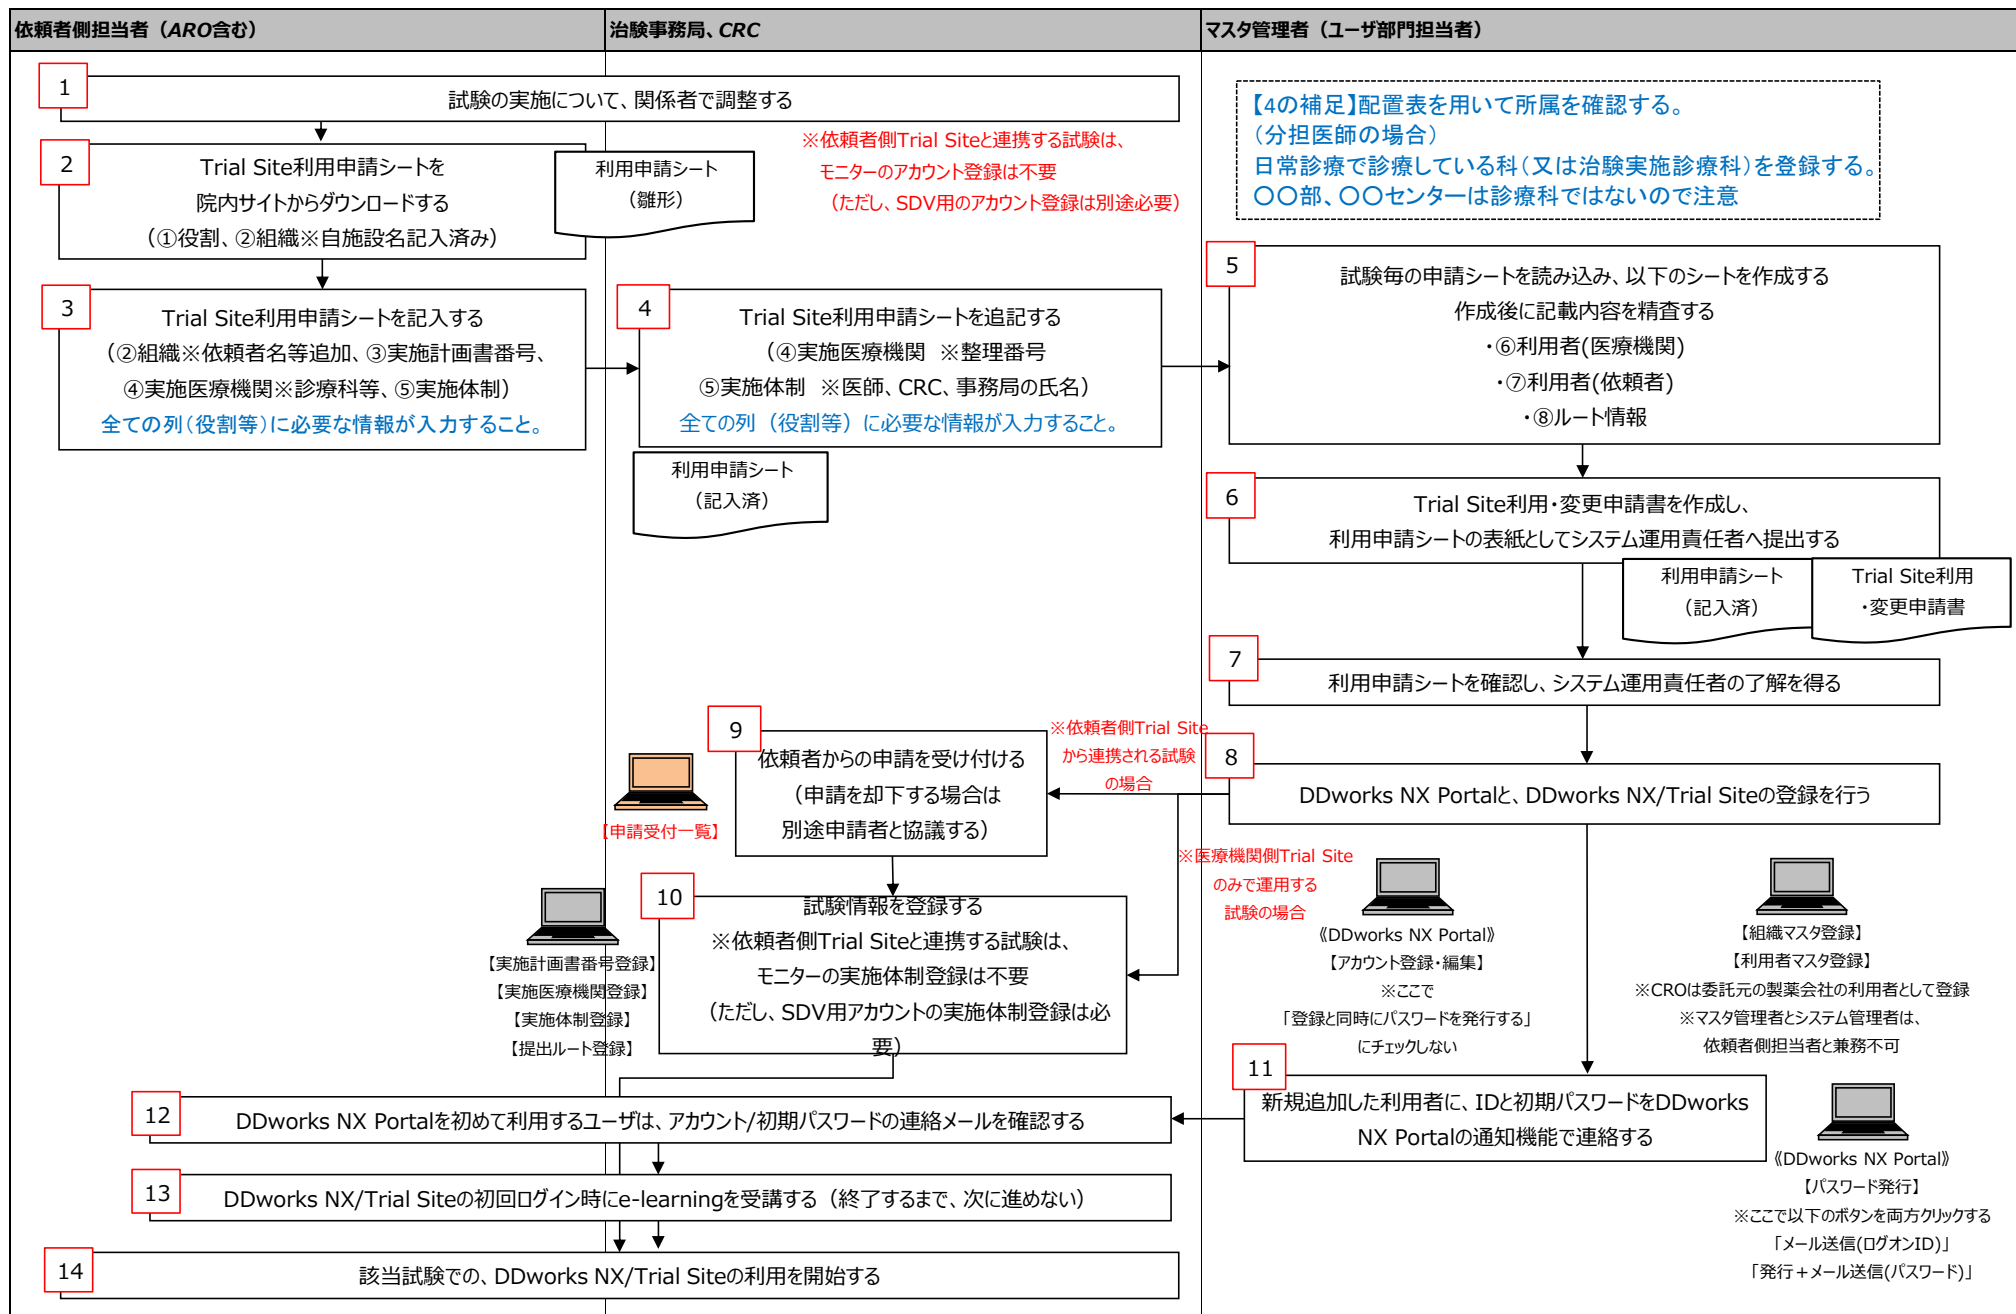 依頼者側担当者（ARO含む）
治験事務局、CRC
マスタ管理者（ユーザ部門担当者）
1
試験の実施について、関係者で調整する
2
Trial Site利用申請シートを
院内サイトからダウンロードする
（①役割、②組織※自施設名記入済み）
利用申請シート
（雛形）
※依頼者側Trial Siteと連携する試験は、
モニターのアカウント登録は不要
（ただし、SDV用のアカウント登録は別途必要）
【4の補足】配置表を用いて所属を確認する。
（分担医師の場合）
日常診療で診療している科（又は治験実施診療科）を登録する。
〇〇部、〇〇センターは診療科ではないので注意
3
Trial Site利用申請シートを記入する
（②組織※依頼者名等追加、③実施計画書番号、
④実施医療機関※診療科等、⑤実施体制）
全ての列（役割等）に必要な情報が入力すること。
4
Trial Site利用申請シートを追記する
（④実施医療機関　※整理番号
⑤実施体制　※医師、CRC、事務局の氏名）
全ての列（役割等）に必要な情報が入力すること。
利用申請シート
（記入済）
5
試験毎の申請シートを読み込み、以下のシートを作成する
作成後に記載内容を精査する
・⑥利用者(医療機関)
・⑦利用者(依頼者)
・⑧ルート情報
6
Trial Site利用・変更申請書を作成し、
利用申請シートの表紙としてシステム運用責任者へ提出する
利用申請シート
（記入済）
Trial Site利用
・変更申請書
7
利用申請シートを確認し、システム運用責任者の了解を得る
8
DDworks NX Portalと、DDworks NX/Trial Siteの登録を行う
※依頼者側Trial Site
から連携される試験
の場合
9
依頼者からの申請を受け付ける
（申請を却下する場合は
別途申請者と協議する）
【申請受付一覧】
※医療機関側Trial Site
のみで運用する
試験の場合
10
試験情報を登録する
※依頼者側Trial Siteと連携する試験は、
モニターの実施体制登録は不要
（ただし、SDV用アカウントの実施体制登録は必
要）
【実施計画書番号登録】
【実施医療機関登録】
【実施体制登録】
【提出ルート登録】
《DDworks NX Portal》
【アカウント登録・編集】
※ここで
「登録と同時にパスワードを発行する」
にチェックしない
【組織マスタ登録】
【利用者マスタ登録】
※CROは委託元の製薬会社の利用者として登録
※マスタ管理者とシステム管理者は、
依頼者側担当者と兼務不可
11
新規追加した利用者に、IDと初期パスワードをDDworks
NX Portalの通知機能で連絡する
《DDworks NX Portal》
【パスワード発行】
※ここで以下のボタンを両方クリックする
「メール送信(ログオンID)」
「発行＋メール送信(パスワード)」
12
DDworks NX Portalを初めて利用するユーザは、アカウント/初期パスワードの連絡メールを確認する
13
DDworks NX/Trial Siteの初回ログイン時にe-learningを受講する（終了するまで、次に進めない）
14
該当試験での、DDworks NX/Trial Siteの利用を開始する